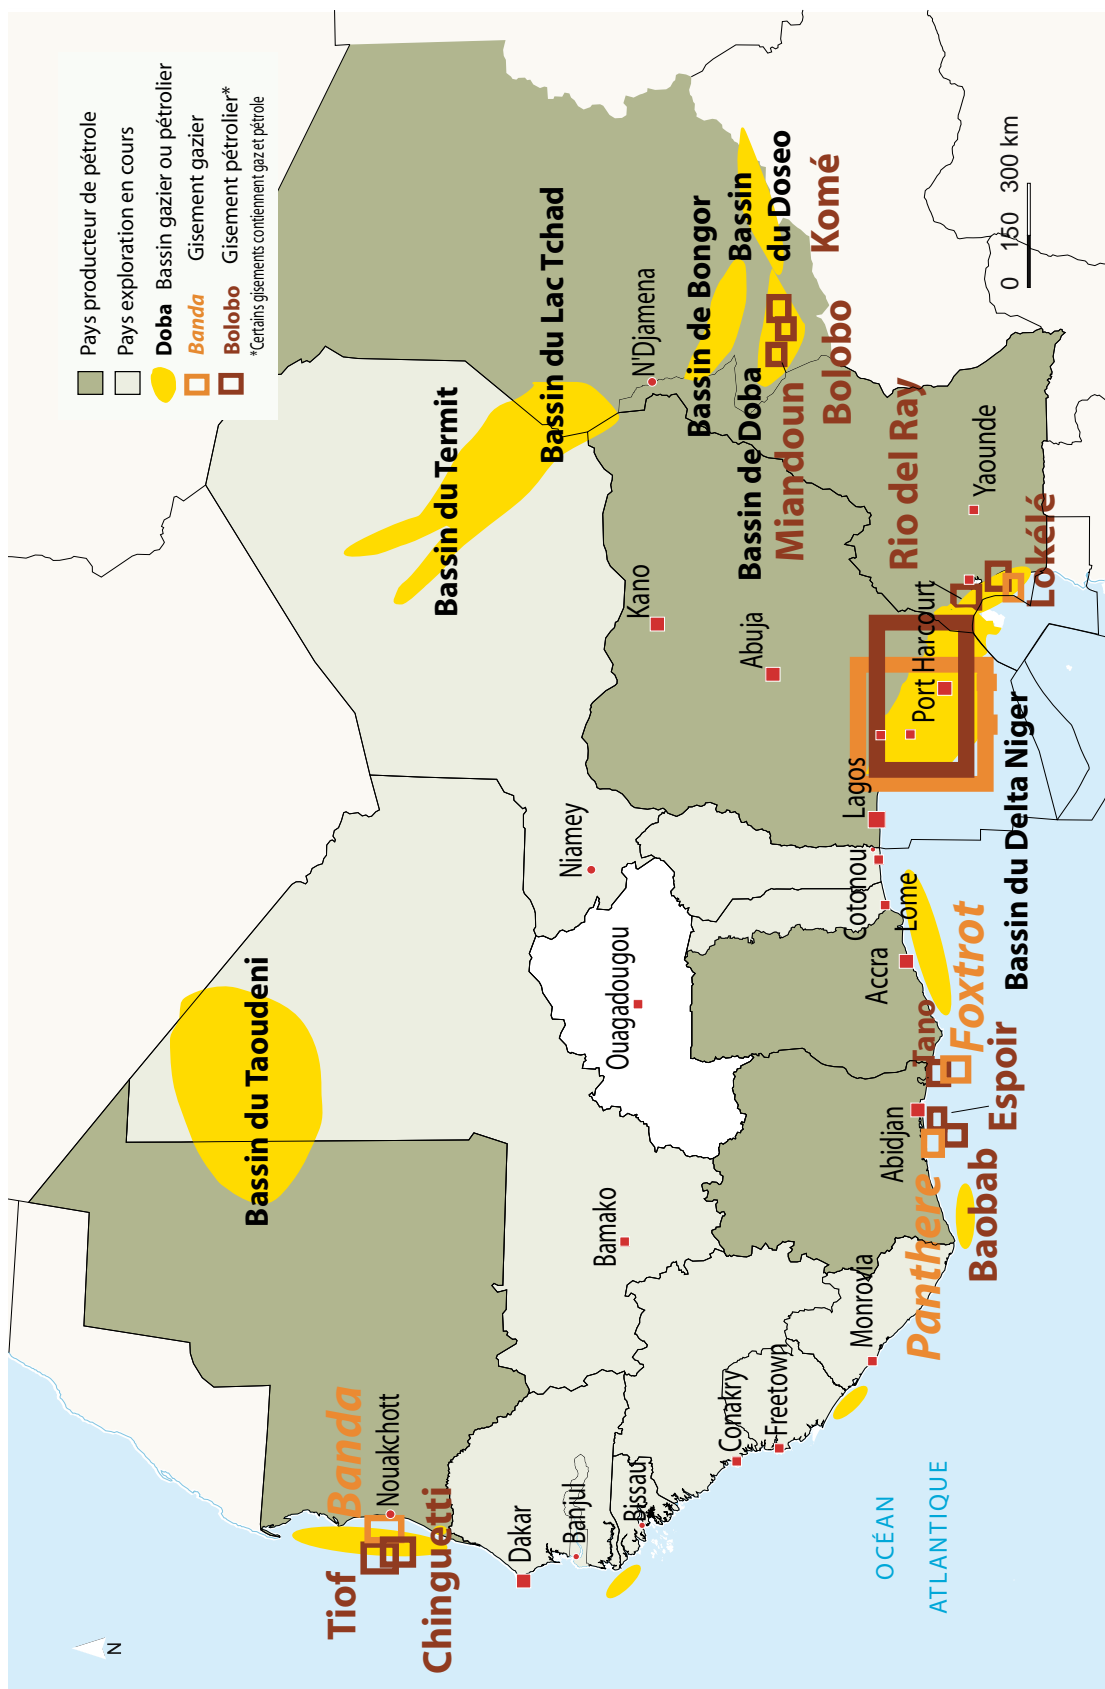 Pays producteur de pétrole
Pays exploration en cours
Doba Bassin gazier ou pétrolier
Banda Gisement gazier
Bolobo Gisement pétrolier*
*Certains gisements contiennent gaz et pétrole
N
Tiof
Banda
Chinguetti
Nouakchott
Dakar
Banjul
Bissau
Conakry
Freetown
Monrovia
Bamako
Bassin du Taoudeni
Ouagadougou
Niamey
Bassin du Termit
Bassin du Lac Tchad
N'Djamena
Bassin de Bongor
Bassin
du Doseo
Bassin de Doba
Miandoun
Bolobo
Komé
Kano
Abuja
Lagos
Port Harcourt
Rio del Ray
Yaounde
Lokélé
Cotonou
Lome
Accra
Abidjan
Tano
Foxtrot
Espoir
Baobab
Panthere
Bassin du Delta Niger
OCÉAN
ATLANTIQUE
0 150 300 km